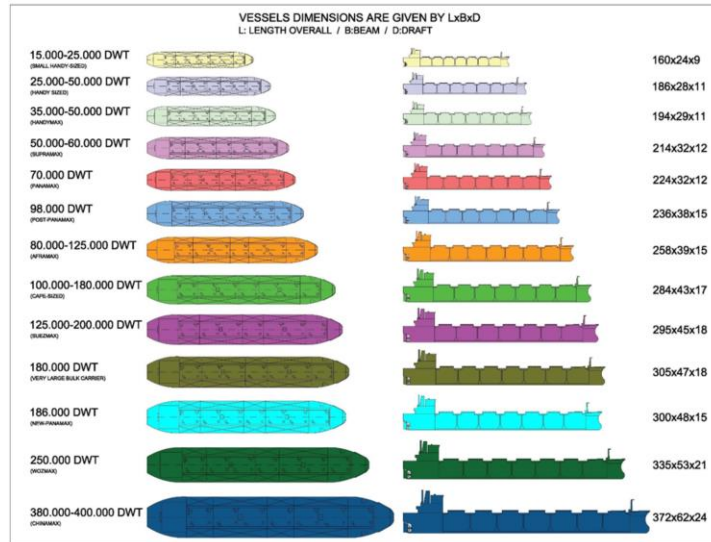 VESSELS DIMENSIONS ARE GIVEN BY LxBxD
L: LENGTH OVERALL / B:BEAM / D:DRAFT
15.000-25.000 DWT
(SMALL HANDY-SIZED)
160x24x9
25.000-50.000 DWT
(HANDY SIZED)
186x28x11
35.000-50.000 DWT
(HANDYMAX)
194x29x11
50.000-60.000 DWT
(SUPRAMAX)
214x32x12
70.000 DWT
(PANAMAX)
224x32x12
98.000 DWT
(POST-PANAMAX)
236x38x15
80.000-125.000 DWT
(AFRAMAX)
258x39x15
100.000-180.000 DWT
(CAPE-SIZED)
284x43x17
125.000-200.000 DWT
(SUEZMAX)
295x45x18
180.000 DWT
(VERY LARGE BULK CARRIER)
305x47x18
186.000 DWT
(NEW-PANAMAX)
300x48x15
250.000 DWT
(WOZMAX)
335x53x21
380.000-400.000 DWT
(CHINAMAX)
372x62x24